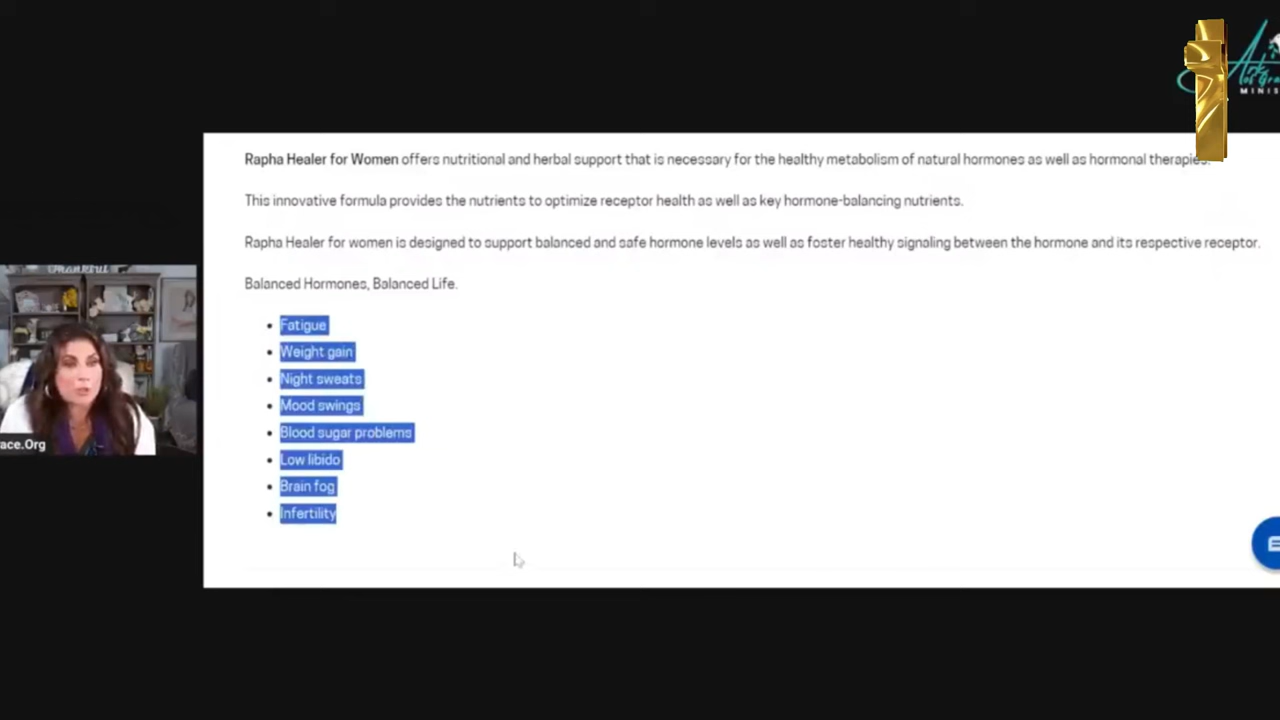 Ark
MINIS
Rapha Healer for Women offers nutritional and herbal support that is necessary for the healthy metabolism of natural hormones as well as hormonal therapies.
This innovative formula provides the nutrients to optimize receptor health as well as key hormone-balancing nutrients.
Rapha Healer for women is designed to support balanced and safe hormone levels as well as foster healthy signaling between the hormone and its respective receptor.
Balanced Hormones, Balanced Life.
Thankful
• Fatigue
• Weight gain
• Night sweats
• Mood swings
• Blood sugar problems
ace.Org
• Low libido
• Brain fog
• Infertility